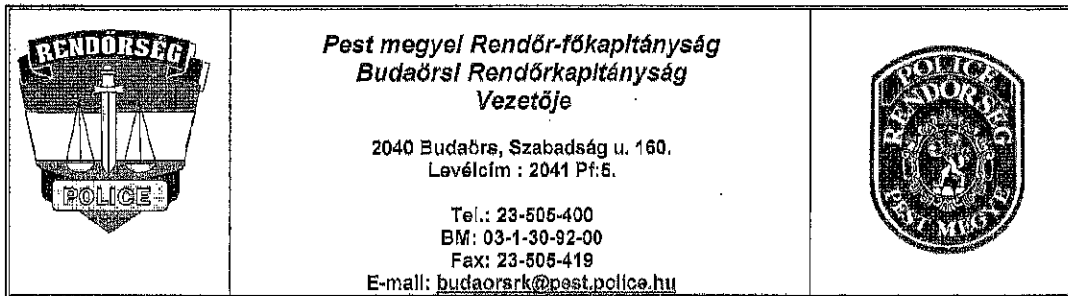 RENDŐRSÉG
POLICE
Pest megyei Rendőr-főkapitányság
Budaörsi Rendőrkapitányság
Vezetője
2040 Budaörs, Szabadság u. 160.
Levélcím : 2041 Pf:5.
Tel.: 23-505-400
BM: 03-1-30-92-00
Fax: 23-505-419
E-mail: budaorsrk@pest.police.hu
POLICE
RENDŐRSÉG
PEST MEGYE